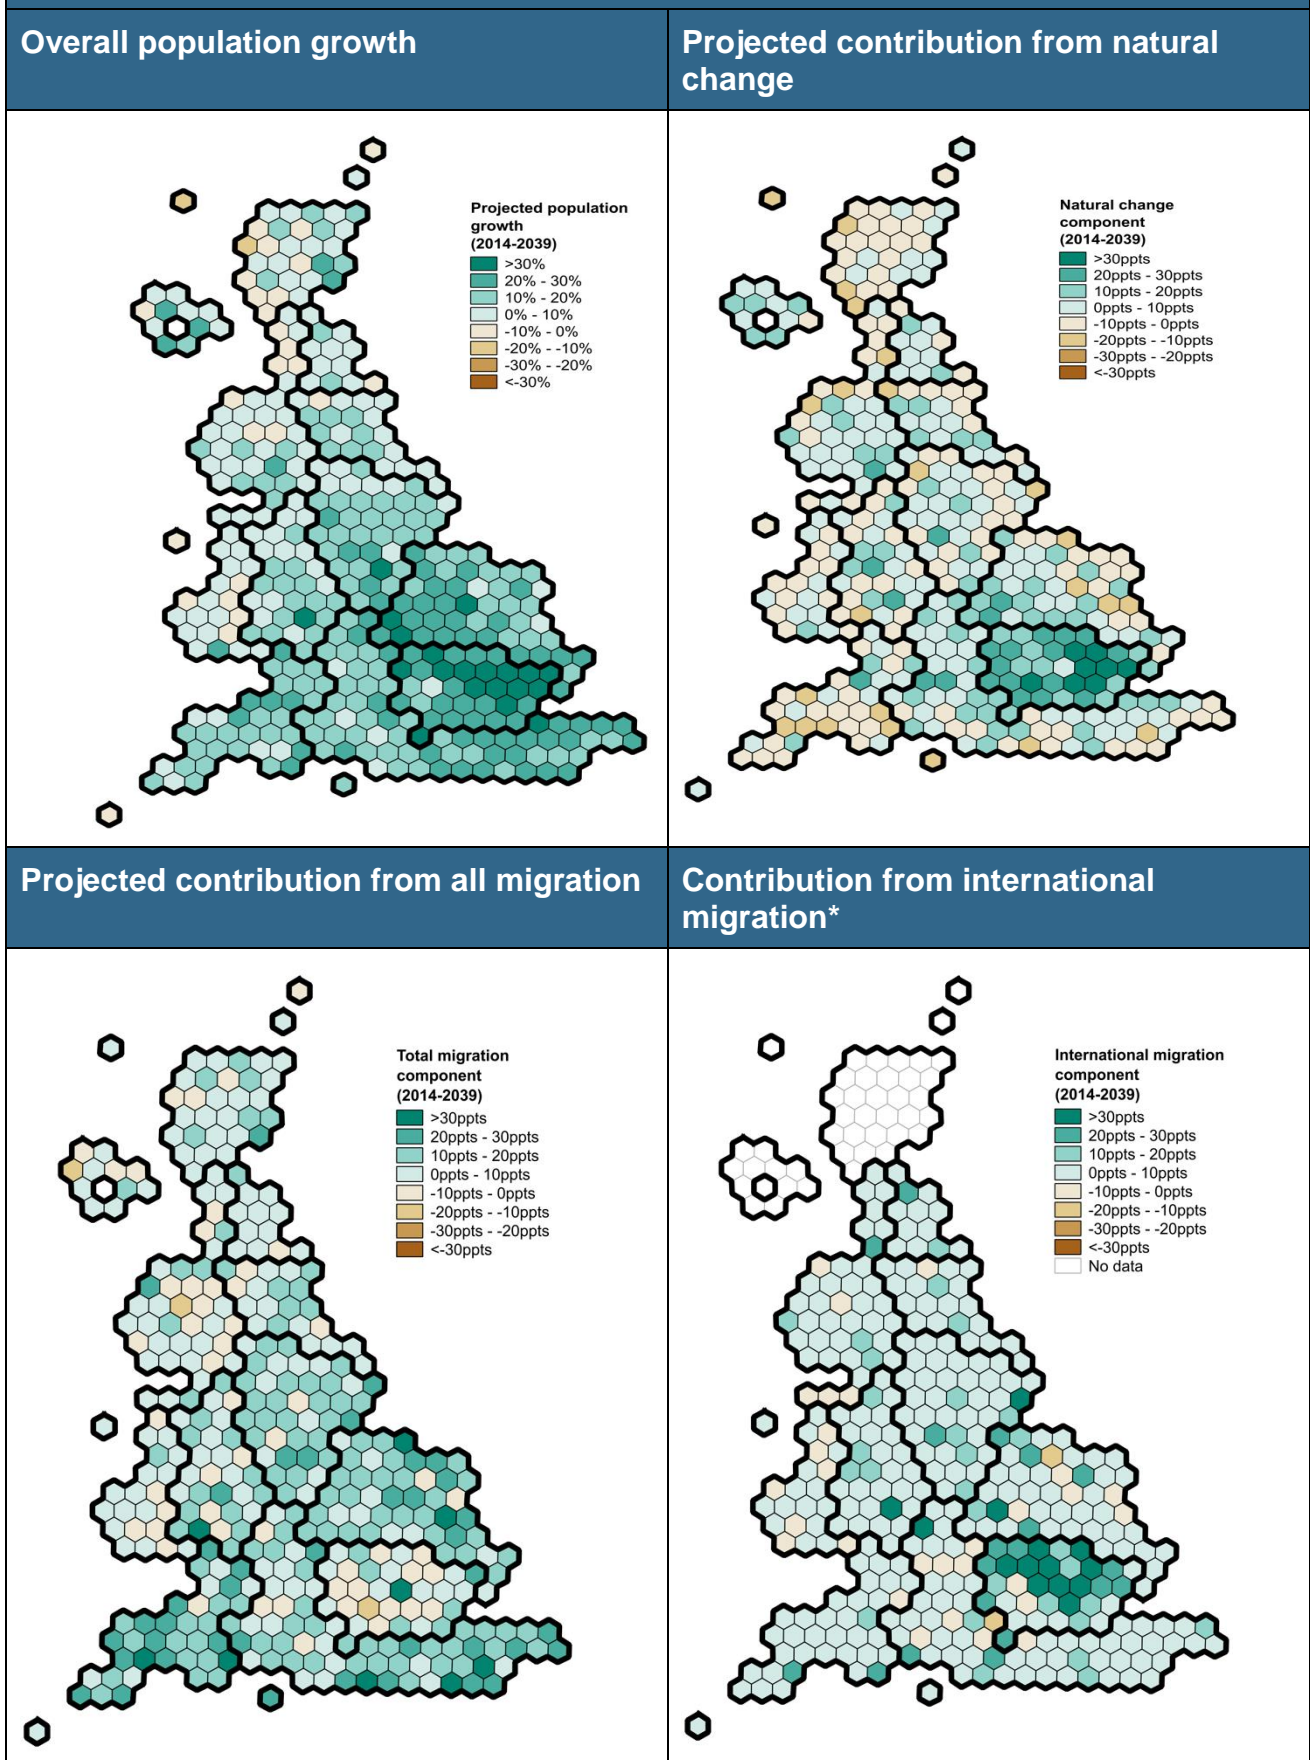 Overall population growth
Projected contribution from natural
change
Projected population
growth
(2014-2039)
>30%
20% - 30%
10% - 20%
0% - 10%
-10% - 0%
-20% - -10%
-30% - -20%
<-30%
Natural change
component
(2014-2039)
>30ppts
20ppts - 30ppts
10ppts - 20ppts
0ppts - 10ppts
-10ppts - 0ppts
-20ppts - -10ppts
-30ppts - -20ppts
<-30ppts
Projected contribution from all migration
Contribution from international
migration*
Total migration
component
(2014-2039)
>30ppts
20ppts - 30ppts
10ppts - 20ppts
0ppts - 10ppts
-10ppts - 0ppts
-20ppts - -10ppts
-30ppts - -20ppts
<-30ppts
International migration
component
(2014-2039)
>30ppts
20ppts - 30ppts
10ppts - 20ppts
0ppts - 10ppts
-10ppts - 0ppts
-20ppts - -10ppts
-30ppts - -20ppts
<-30ppts
No data